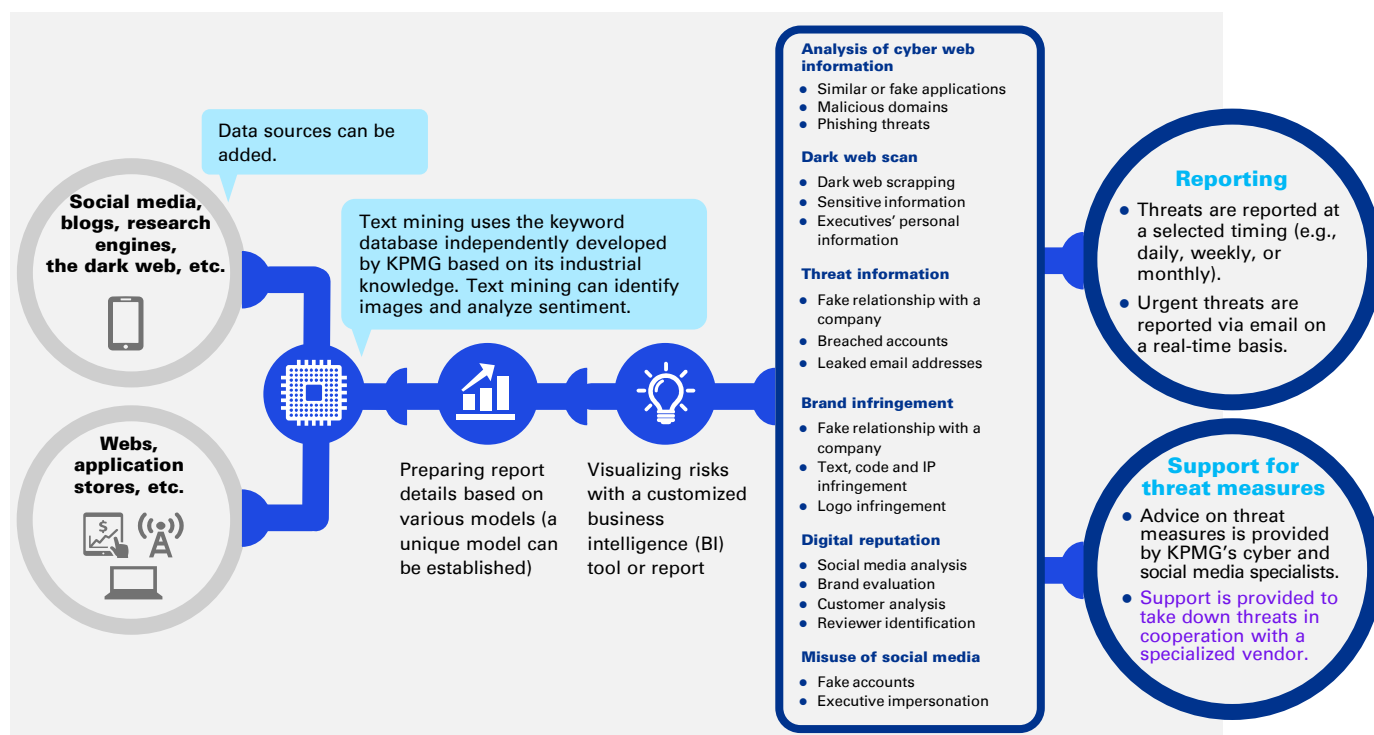 Data sources can be
added.
Social media,
blogs, research
engines,
the dark web, etc.
Text mining uses the keyword
database independently developed
by KPMG based on its industrial
knowledge. Text mining can identify
images and analyze sentiment.
Webs,
application
stores, etc.
$
Preparing report
details based on
various models (a
unique model can
be established)
Visualizing risks
with a customized
business
intelligence (BI)
tool or report
Analysis of cyber web
information
• Similar or fake applications
• Malicious domains
• Phishing threats
Dark web scan
• Dark web scrapping
• Sensitive information
• Executives' personal
information
Threat information
• Fake relationship with a
company
• Breached accounts
• Leaked email addresses
Brand infringement
• Fake relationship with a
company
• Text, code and IP
infringement
• Logo infringement
Digital reputation
• Social media analysis
• Brand evaluation
• Customer analysis
• Reviewer identification
Misuse of social media
• Fake accounts
• Executive impersonation
Reporting
• Threats are reported at
a selected timing (e.g.,
daily, weekly, or
monthly).
• Urgent threats are
reported via email on
a real-time basis.
Support for
threat measures
• Advice on threat
measures is provided
by KPMG's cyber and
social media specialists.
• Support is provided to
take down threats in
cooperation with a
specialized vendor.